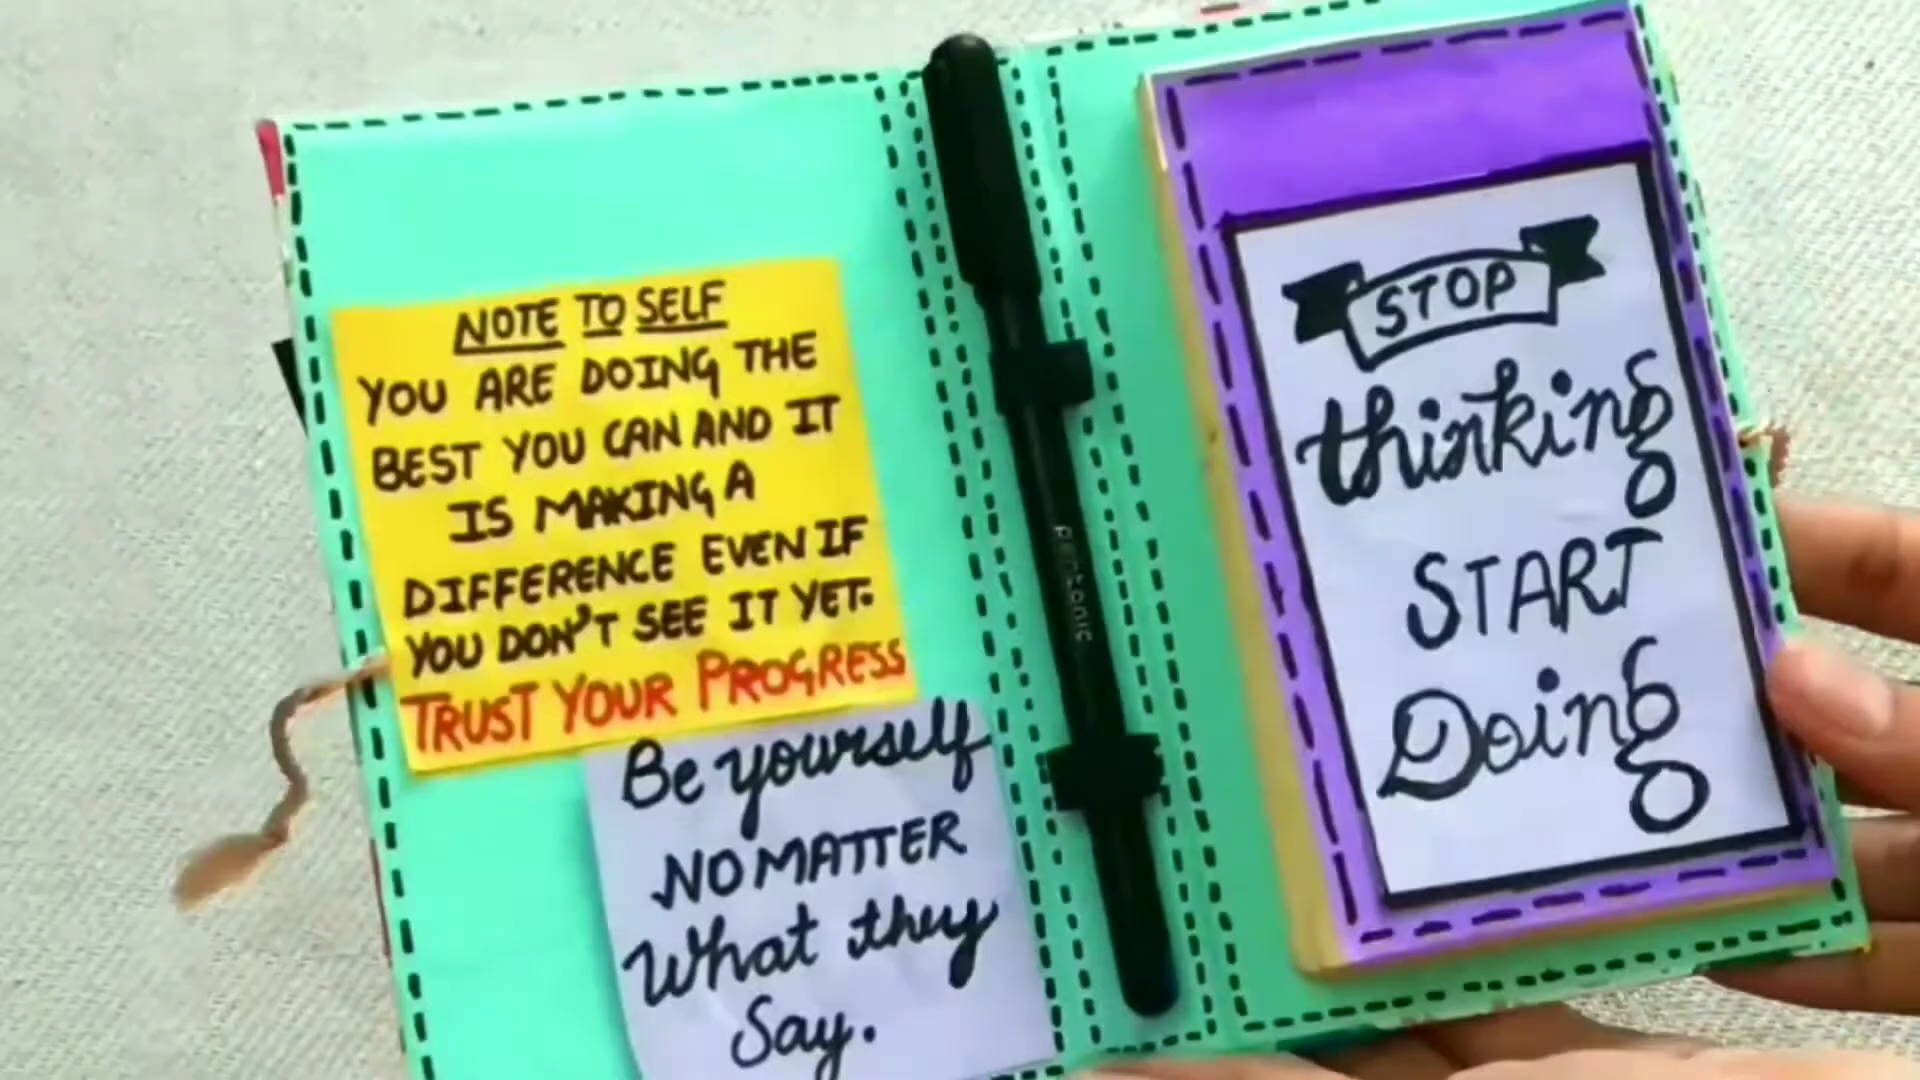 NOTE TO SELF
YOU ARE DOING THE
BEST YOU CAN AND IT
IS MAKING A
DIFFERENCE EVEN IF
YOU DON'T SEE IT YET.
TRUST YOUR PROGRESS
Be yourself
NO MATTER
What they
Say.
Pentonic
STOP
thinking
START
Doing